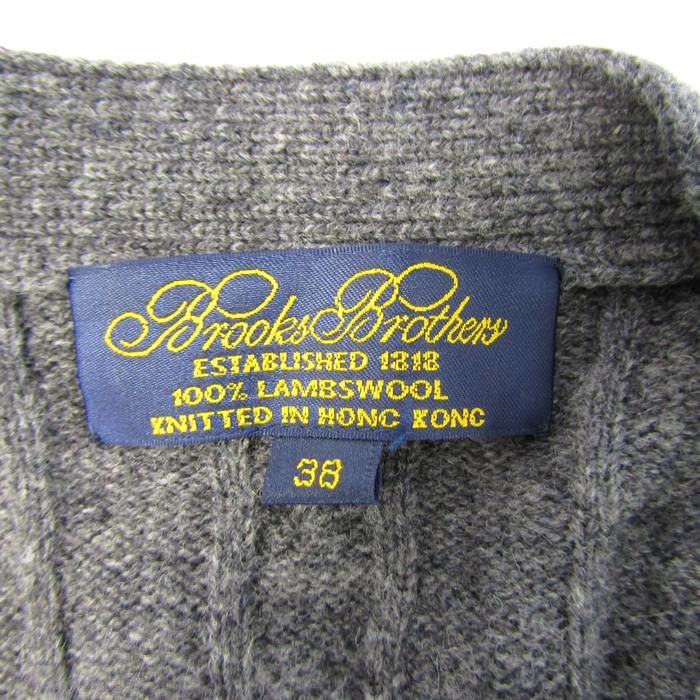 Brooks Brothers
ESTABLISHED 1818
100% LAMBSWOOL
KNITTED IN HONG KONG
38